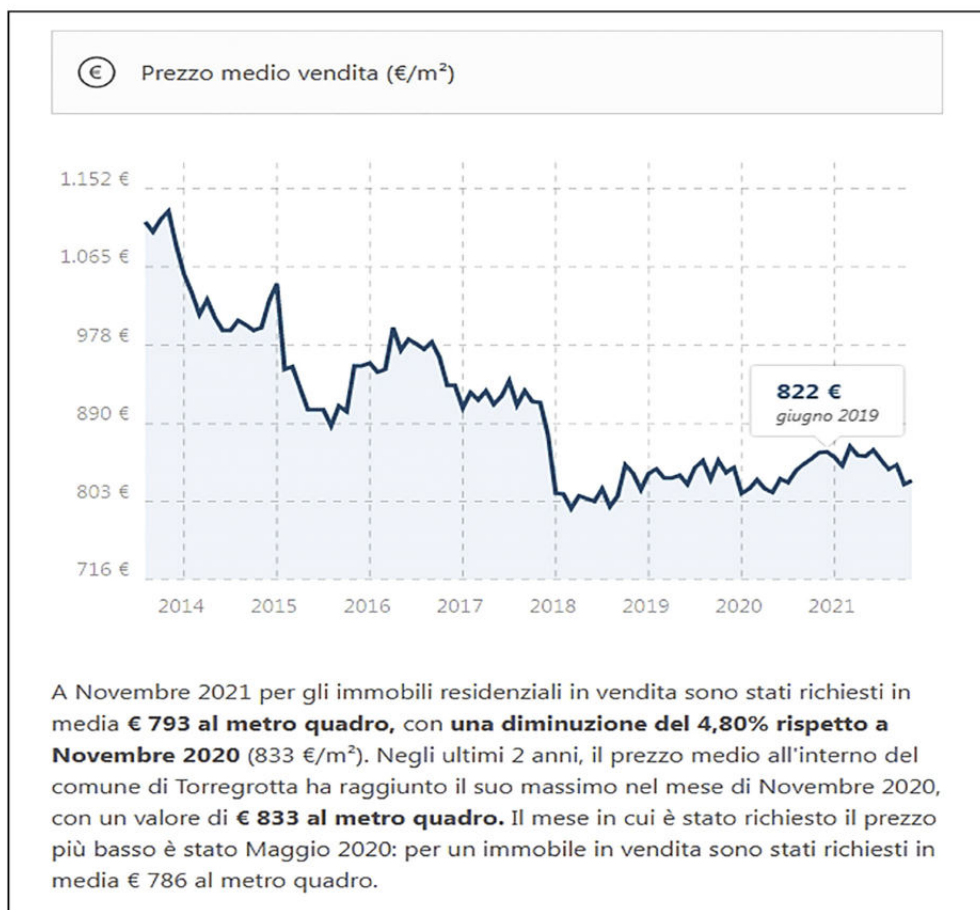 € Prezzo medio vendita (€/m²)
1.152 €
1.065 €
978 €
890 €
803 €
716 €
822 €
giugno 2019
2014 2015 2016 2017 2018 2019 2020 2021
A Novembre 2021 per gli immobili residenziali in vendita sono stati richiesti in
media € 793 al metro quadro, con una diminuzione del 4,80% rispetto a
Novembre 2020 (833 €/m²). Negli ultimi 2 anni, il prezzo medio all'interno del
comune di Torregrotta ha raggiunto il suo massimo nel mese di Novembre 2020,
con un valore di € 833 al metro quadro. Il mese in cui è stato richiesto il prezzo
più basso è stato Maggio 2020: per un immobile in vendita sono stati richiesti in
media € 786 al metro quadro.